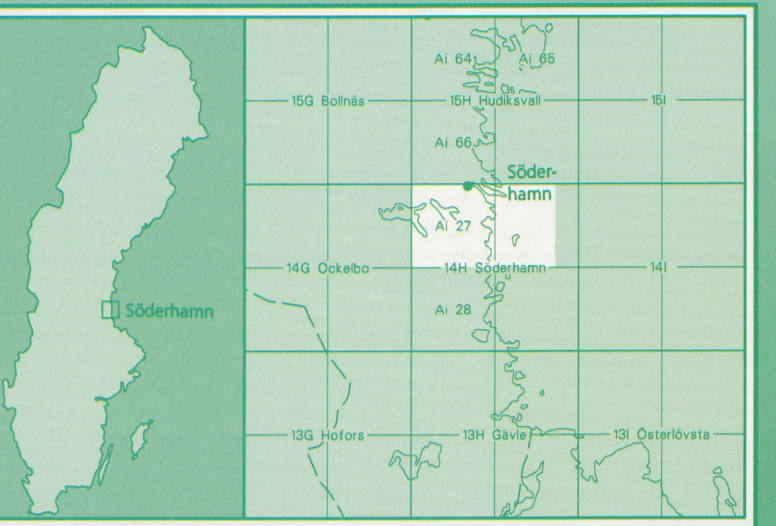 Söderhamn
Ai 64
Ai 65
15G Bollnäs
15H Hudiksvall
15I
Ai 66
Söder-
hamn
Ai 27
14G Ockelbo
14H Söderhamn
14I
Ai 28
13G Hofors
13H Gävle
13I Österlövsta